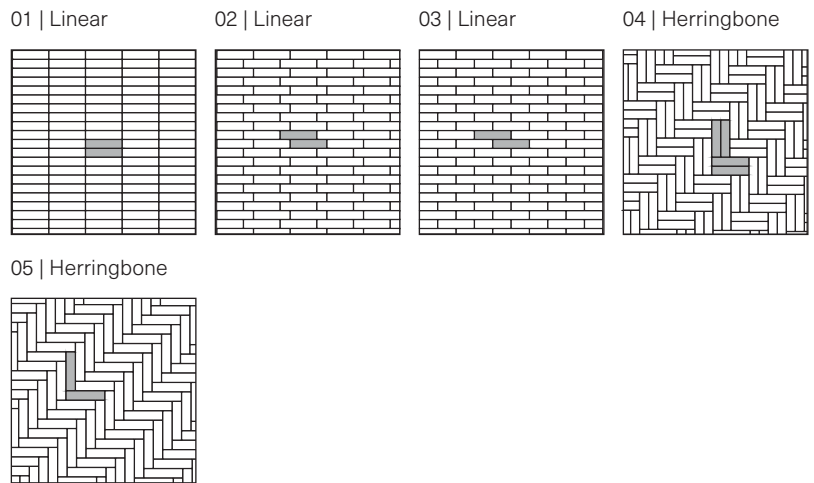 01 | Linear
02 | Linear
03 | Linear
04 | Herringbone
05 | Herringbone